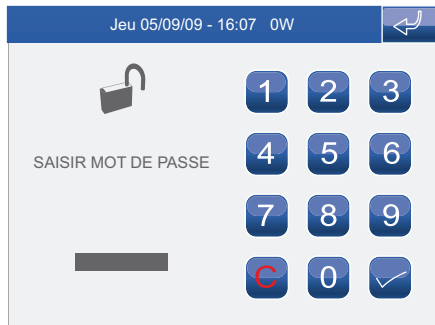 Jeu 05/09/09 - 16:07 0W
SAISIR MOT DE PASSE
1 2 3
4 5 6
7 8 9
C 0